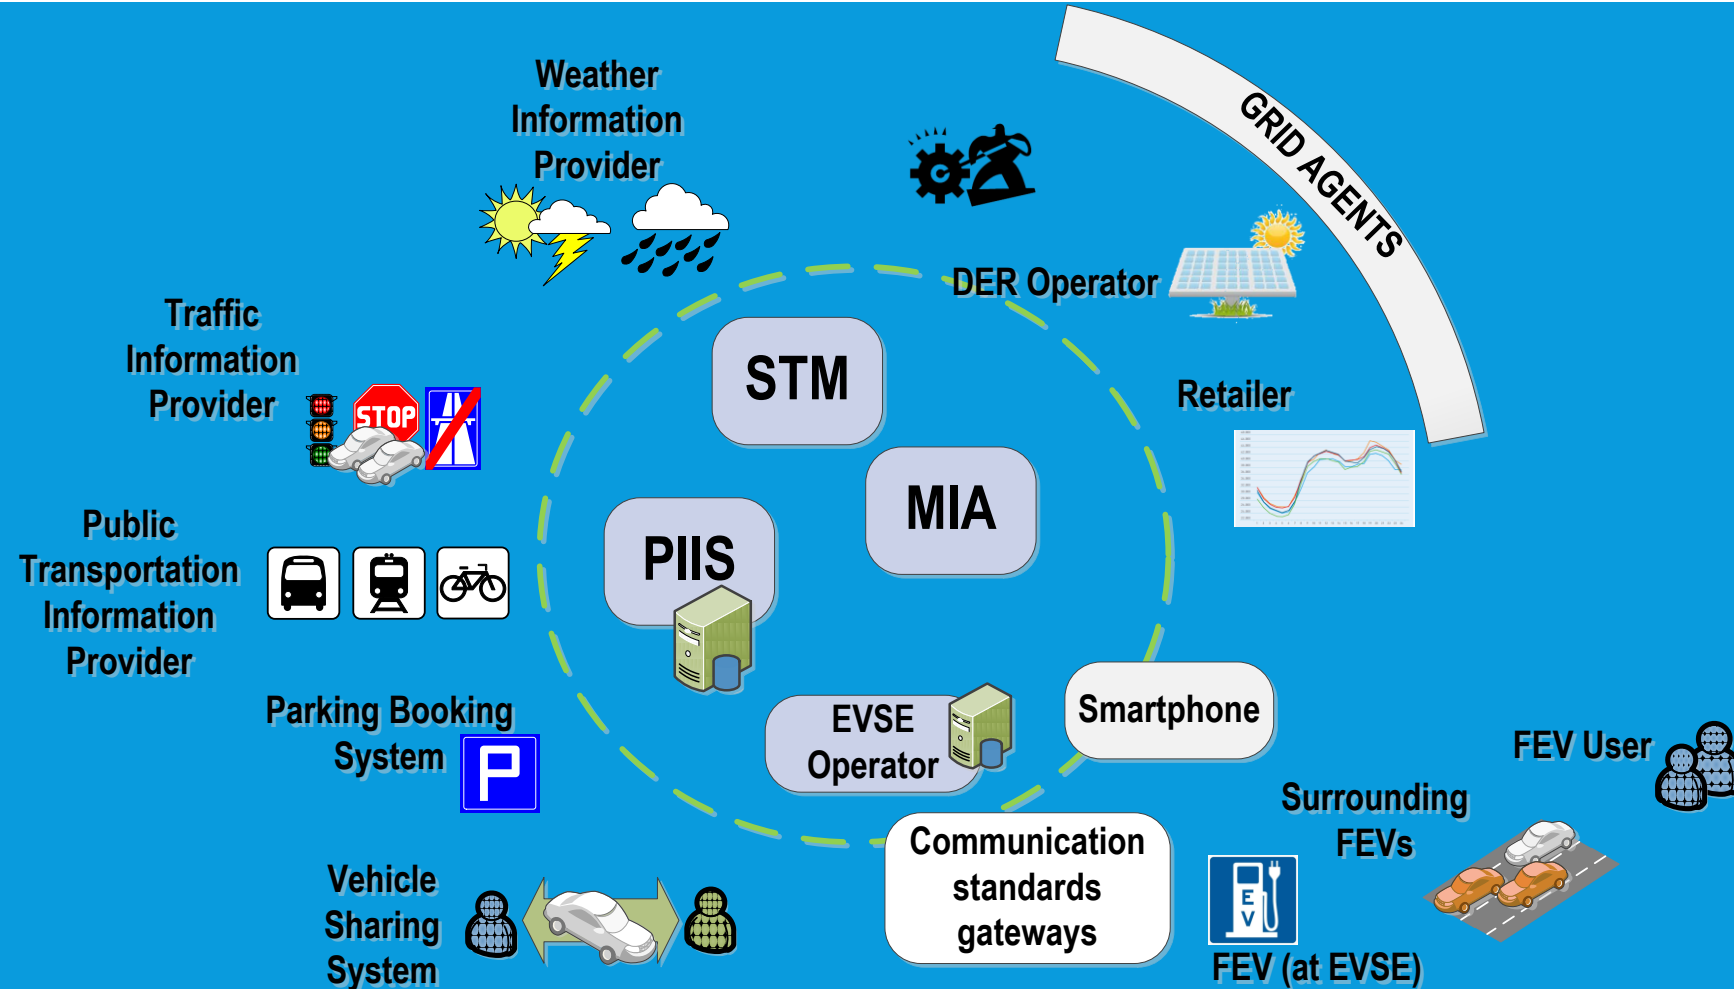 Weather
Information
Provider
GRID AGENTS
DER Operator
Traffic
Information
Provider
STOP
STM
Retailer
MIA
Public
Transportation
Information
Provider
PIIS
Parking Booking
System
P
EVSE
Operator
Smartphone
FEV User
Surrounding
FEVs
Communication
standards
gateways
EV
FEV (at EVSE)
Vehicle
Sharing
System